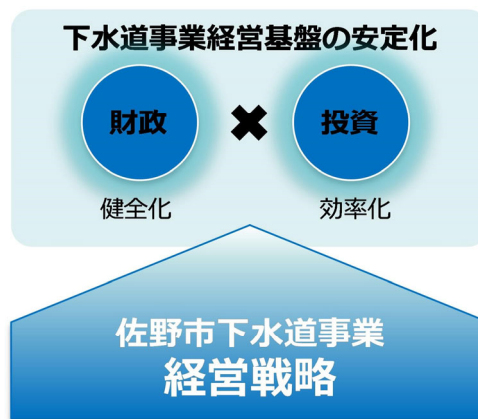 下水道事業経営基盤の安定化
財政 ✖ 投資
健全化 効率化
佐野市下水道事業
経営戦略